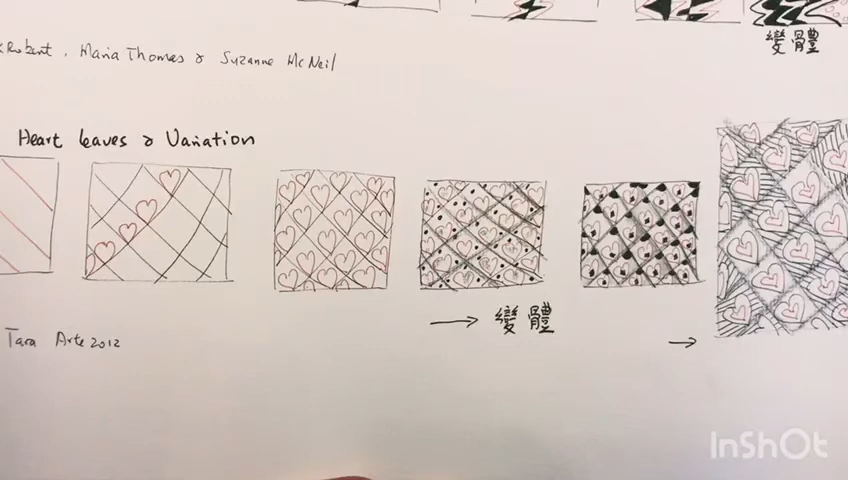 Robert, Maria Thomas & Suzanne McNeil
變體
Heart leaves & Variation
→ 變體
→
Tara Arte 2012
InShOt